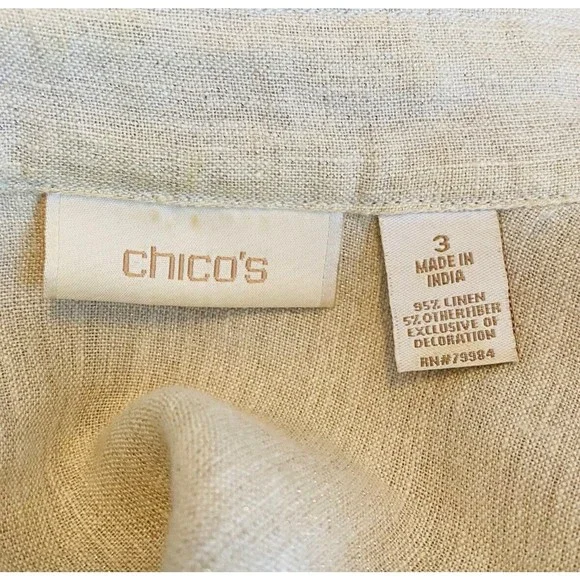 chico's
3
MADE IN
INDIA
95% LINEN
5% OTHER FIBER
EXCLUSIVE OF
DECORATION
RN#79984